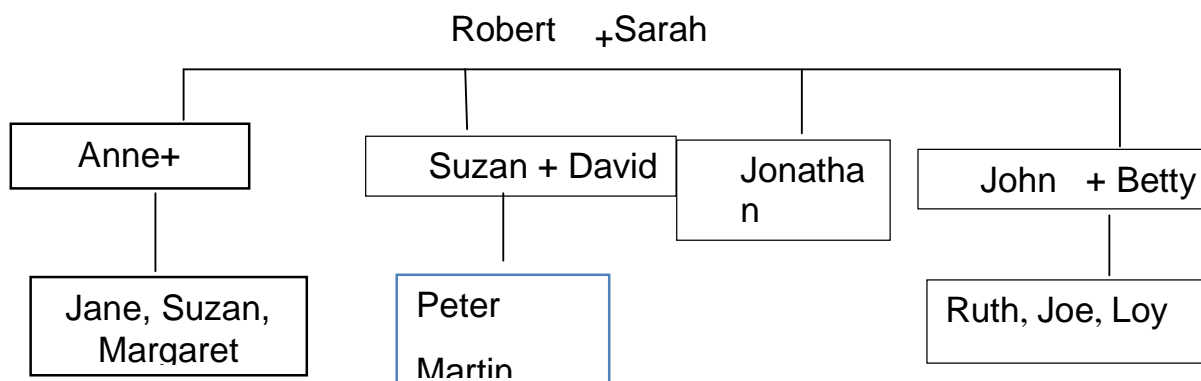 Robert +Sarah
Anne+
Suzan + David
Jonatha
n
John + Betty
Jane, Suzan,
Margaret
Peter
Martin
Ruth, Joe, Loy